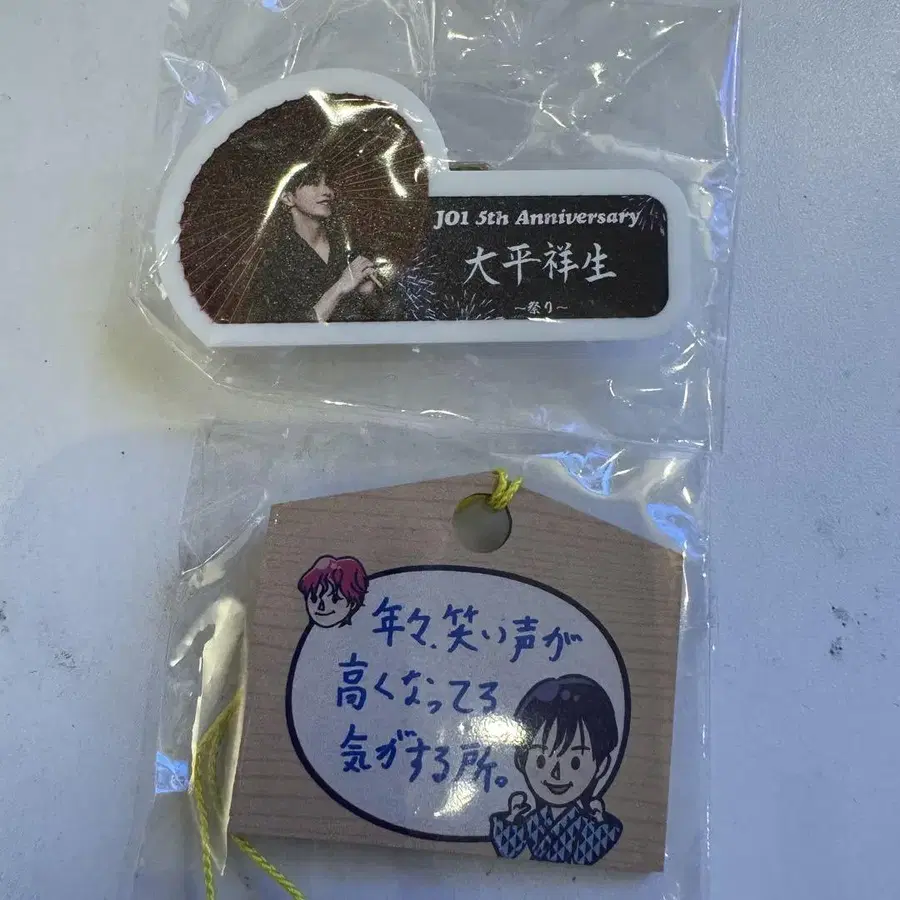 JO1 5th Anniversary
大平祥生
~祭り~
年々、笑い声が
高くなってる
気がする所。